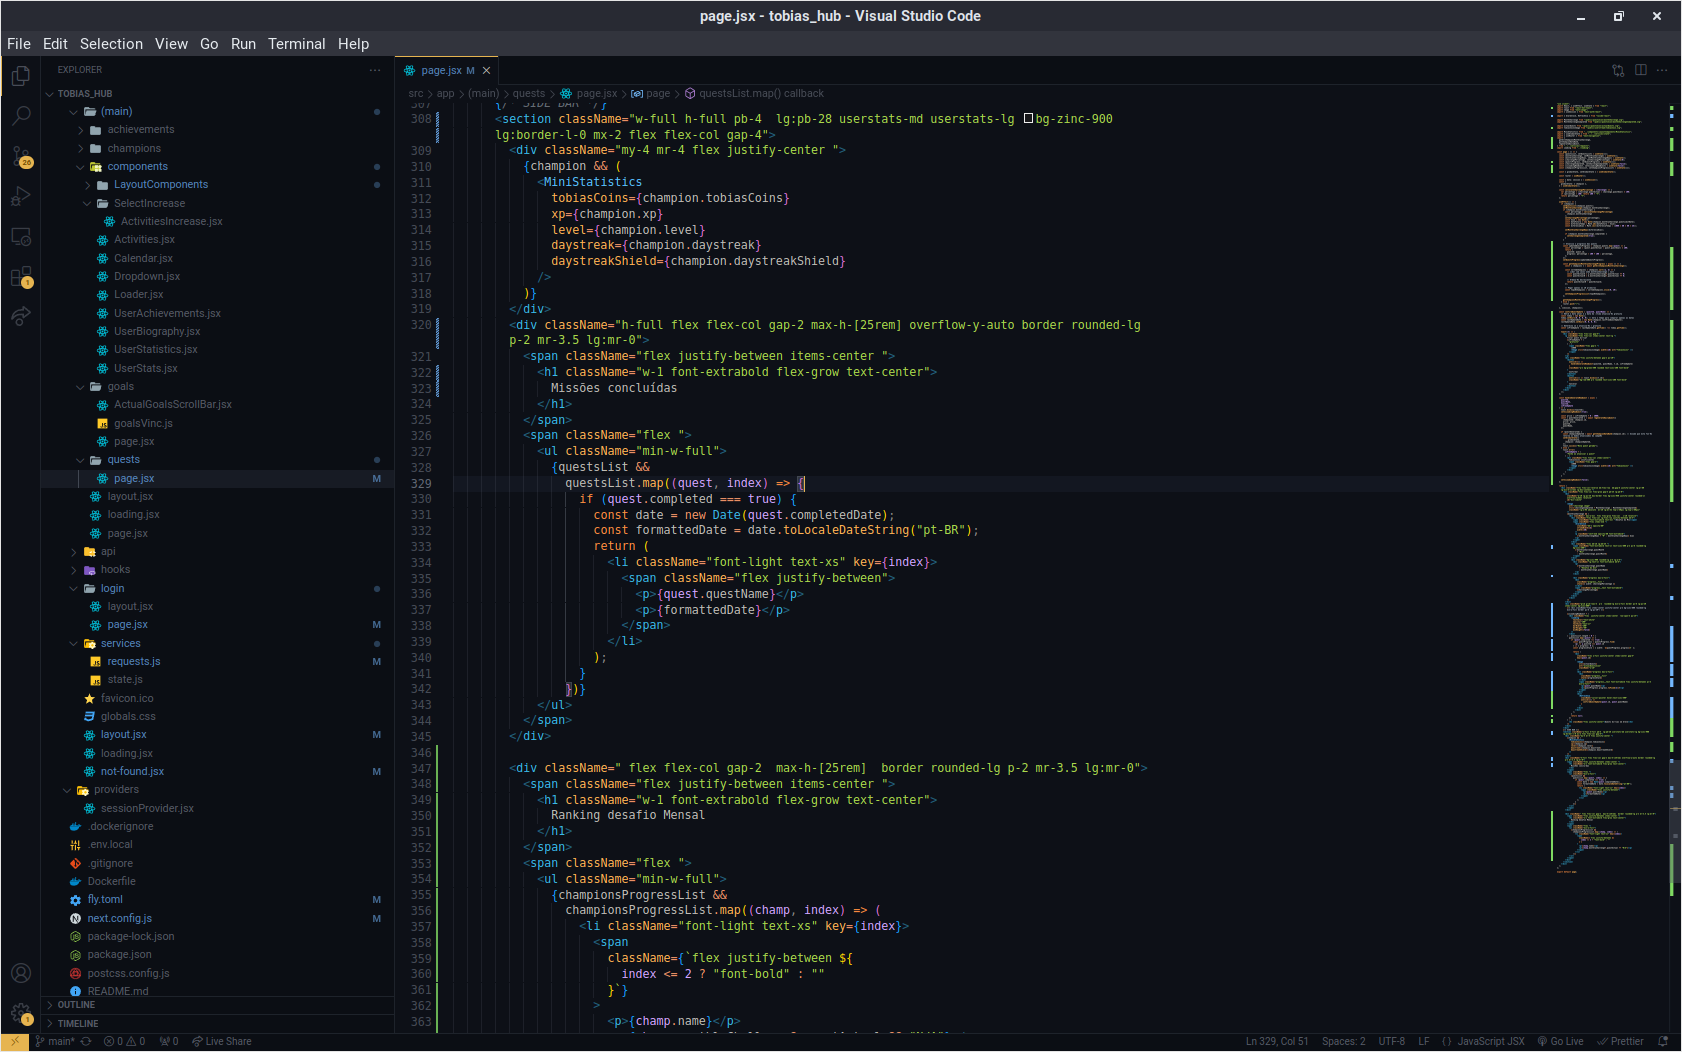 page.jsx - tobias_hub - Visual Studio Code
File Edit Selection View Go Run Terminal Help
EXPLORER
TOBIAS_HUB
(main)
achievements
champions
components
LayoutComponents
SelectIncrease
ActivitiesIncrease.jsx
Activities.jsx
Calendar.jsx
Dropdown.jsx
Loader.jsx
UserAchievements.jsx
UserBiography.jsx
UserStatistics.jsx
UserStats.jsx
goals
ActualGoalsScrollBar.jsx
goalsVinc.js
page.jsx
quests
page.jsx M
layout.jsx
loading.jsx
page.jsx
api
hooks
login
layout.jsx
page.jsx M
services
requests.js M
state.js
favicon.ico
globals.css
layout.jsx M
loading.jsx
not-found.jsx M
providers
sessionProvider.jsx
.dockerignore
.env.local
.gitignore
Dockerfile
fly.toml M
next.config.js M
package-lock.json
package.json
postcss.config.js
README.md
OUTLINE
TIMELINE
26
1
1
page.jsx M
src > app > (main) > quests > page.jsx > page > questsList.map() callback
307 {/* SIDE BAR */}
308 <section className="w-full h-full pb-4  lg:pb-28 userstats-md userstats-lg bg-zinc-900
lg:border-l-0 mx-2 flex flex-col gap-4">
309 <div className="my-4 mr-4 flex justify-center ">
310 {champion && (
311 <MiniStatistics
312 tobiasCoins={champion.tobiasCoins}
313 xp={champion.xp}
314 level={champion.level}
315 daystreak={champion.daystreak}
316 daystreakShield={champion.daystreakShield}
317 />
318 )}
319 </div>
320 <div className="h-full flex flex-col gap-2 max-h-[25rem] overflow-y-auto border rounded-lg
p-2 mr-3.5 lg:mr-0">
321 <span className="flex justify-between items-center ">
322 <h1 className="w-1 font-extrabold flex-grow text-center">
323 Missões concluídas
324 </h1>
325 </span>
326 <span className="flex ">
327 <ul className="min-w-full">
328 {questsList &&
329 questsList.map((quest, index) => {
330 if (quest.completed === true) {
331 const date = new Date(quest.completedDate);
332 const formattedDate = date.toLocaleDateString("pt-BR");
333 return (
334 <li className="font-light text-xs" key={index}>
335 <span className="flex justify-between">
336 <p>{quest.questName}</p>
337 <p>{formattedDate}</p>
338 </span>
339 </li>
340 );
341 }
342 })}
343 </ul>
344 </span>
345 </div>
346
347 <div className=" flex flex-col gap-2  max-h-[25rem]  border rounded-lg p-2 mr-3.5 lg:mr-0">
348 <span className="flex justify-between items-center ">
349 <h1 className="w-1 font-extrabold flex-grow text-center">
350 Ranking desafio Mensal
351 </h1>
352 </span>
353 <span className="flex ">
354 <ul className="min-w-full">
355 {championsProgressList &&
356 championsProgressList.map((champ, index) => (
357 <li className="font-light text-xs" key={index}>
358 <span
359 className={`flex justify-between ${
360 index <= 2 ? "font-bold" : ""
361 }`}
362 >
363 <p>{champ.name}</p>
main* 0 0 0 Live Share
Ln 329, Col 51 Spaces: 2 UTF-8 LF {} JavaScript JSX Go Live Prettier